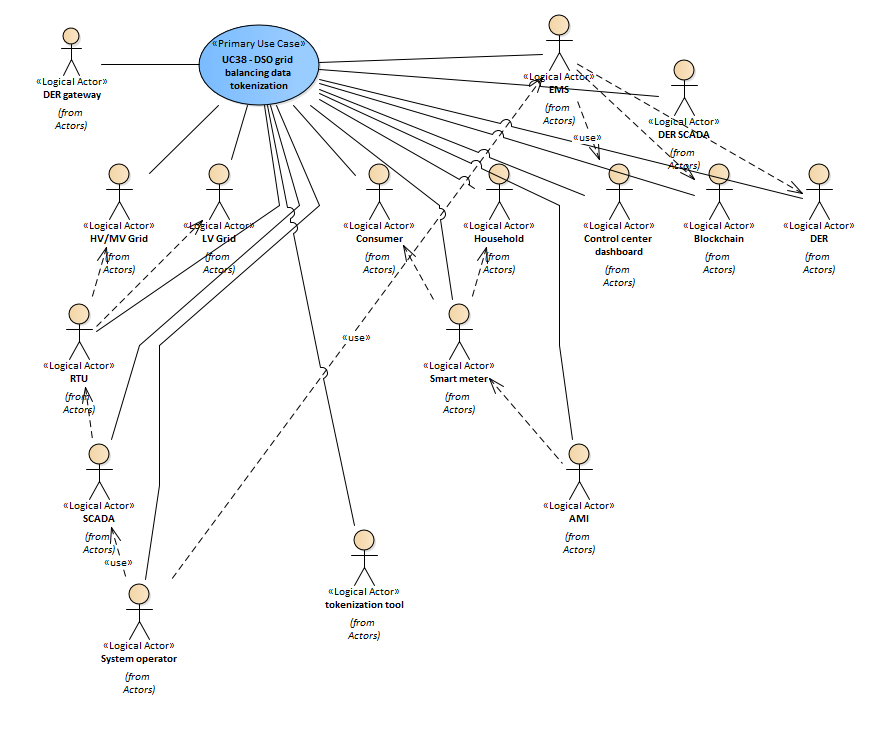 «Primary Use Case»
UC38 - DSO grid
balancing data
tokenization
«Logical Actor»
DER gateway
(from
Actors)
«Logical Actor»
EMS
(from
Actors)
«Logical Actor»
DER SCADA
(from
Actors)
«use»
«Logical Actor»
HV/MV Grid
(from
Actors)
«Logical Actor»
LV Grid
(from
Actors)
«Logical Actor»
Consumer
(from
Actors)
«Logical Actor»
Household
(from
Actors)
«Logical Actor»
Control center
dashboard
(from
Actors)
«Logical Actor»
Blockchain
(from
Actors)
«Logical Actor»
DER
(from
Actors)
«use»
«Logical Actor»
RTU
(from
Actors)
«Logical Actor»
Smart meter
(from
Actors)
«Logical Actor»
SCADA
(from
Actors)
«Logical Actor»
AMI
(from
Actors)
«use»
«Logical Actor»
tokenization tool
(from
Actors)
«Logical Actor»
System operator
(from
Actors)